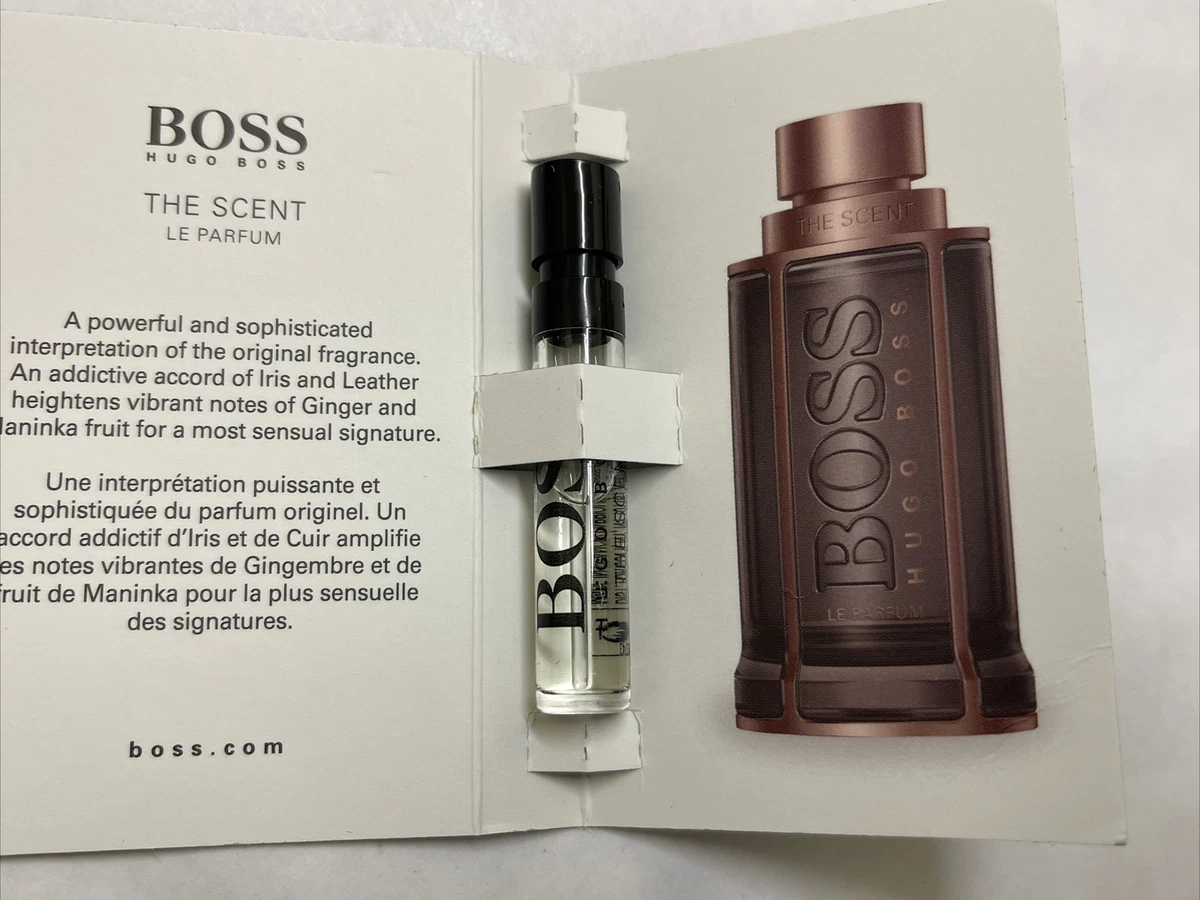 BOSS
HUGO BOSS
THE SCENT
LE PARFUM
A powerful and sophisticated
interpretation of the original fragrance.
An addictive accord of Iris and Leather
heightens vibrant notes of Ginger and
aninka fruit for a most sensual signature.
Une interprétation puissante et
sophistiquée du parfum originel. Un
accord addictif d'Iris et de Cuir amplifie
es notes vibrantes de Gingembre et de
fruit de Maninka pour la plus sensuelle
des signatures.
boss.com
BOS
THE SCENT
BOSS
HUGO BOSS
LE PARFUM